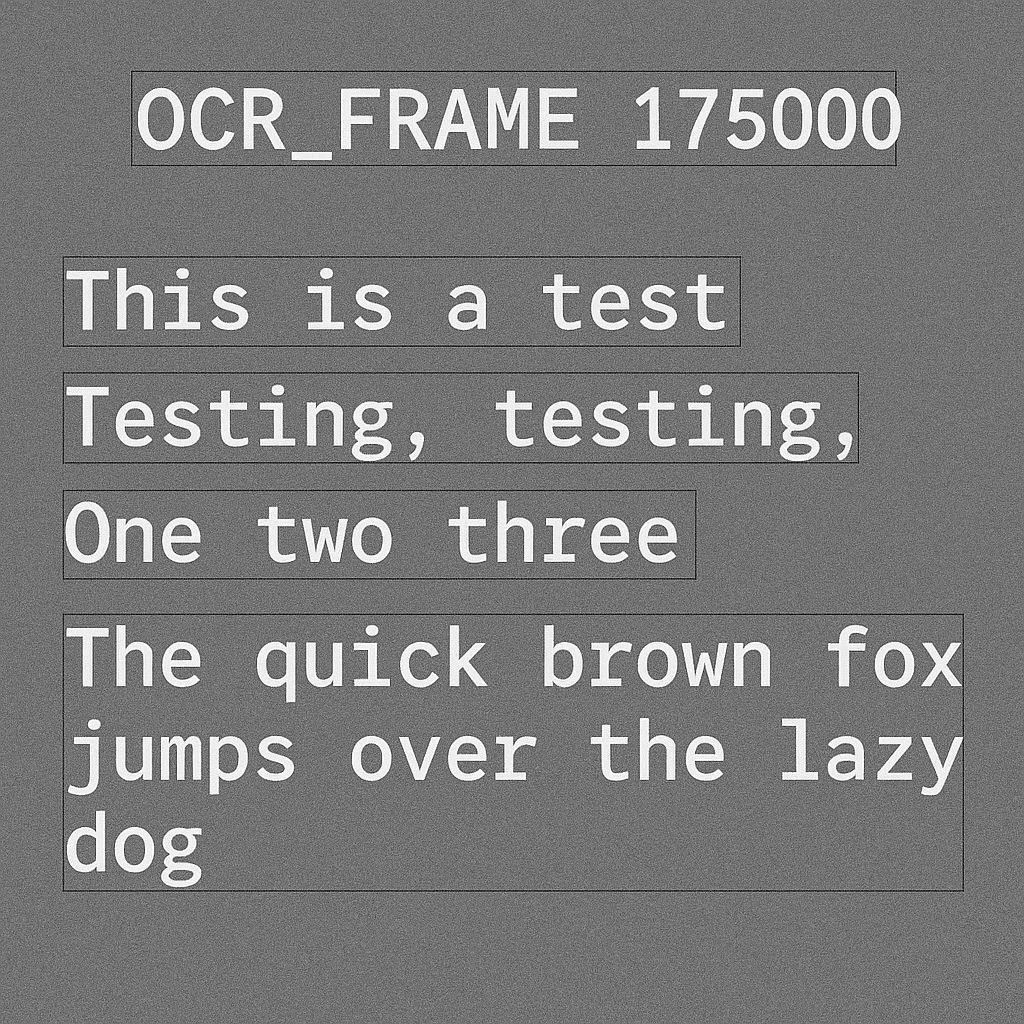 OCR_FRAME 175000
This is a test
Testing, testing,
One two three
The quick brown fox
jumps over the lazy
dog